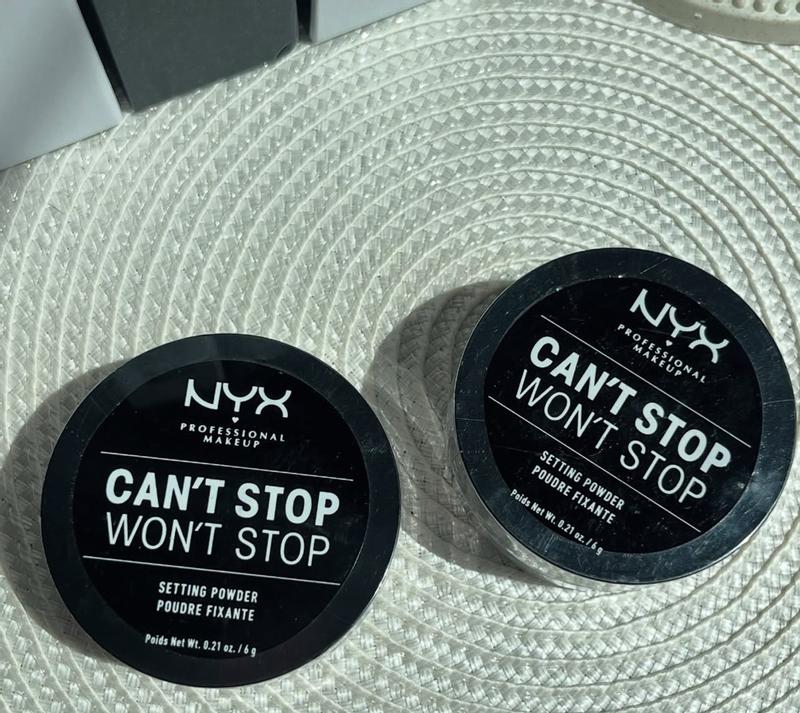 NYX
PROFESSIONAL
MAKEUP
CAN'T STOP
WON'T STOP
SETTING POWDER
POUDRE FIXANTE
Poids Net Wt. 0.21 oz. / 6 g
NYX
PROFESSIONAL
MAKEUP
CAN'T STOP
WON'T STOP
SETTING POWDER
POUDRE FIXANTE
Poids Net Wt. 0.21 oz. / 6 g